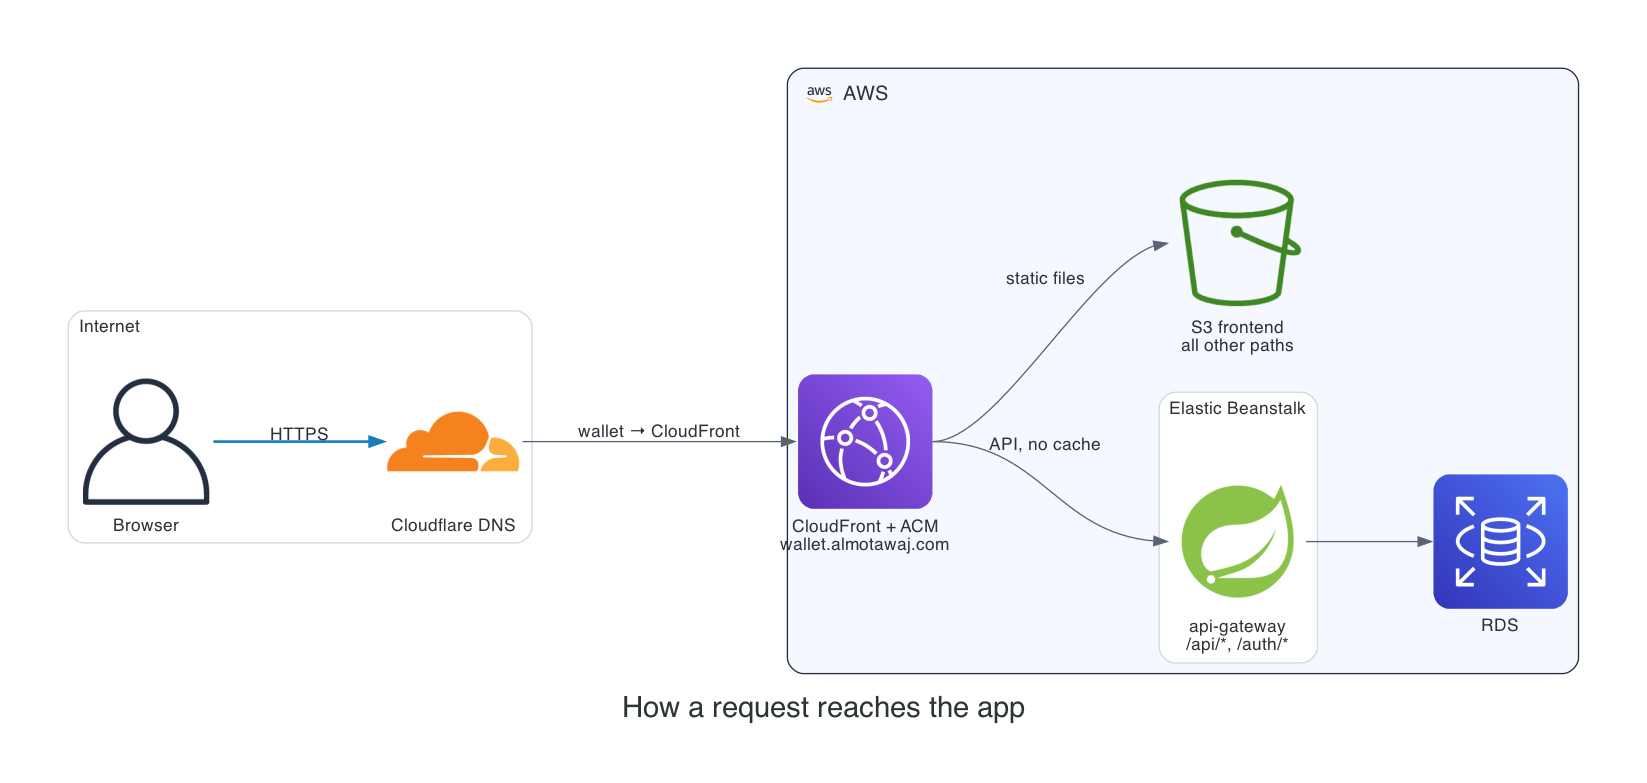 aws
AWS
Internet
Browser
HTTPS
Cloudflare DNS
wallet → CloudFront
CloudFront + ACM
wallet.almotawaj.com
static files
API, no cache
S3 frontend
all other paths
Elastic Beanstalk
api-gateway
/api/*, /auth/*
RDS
How a request reaches the app